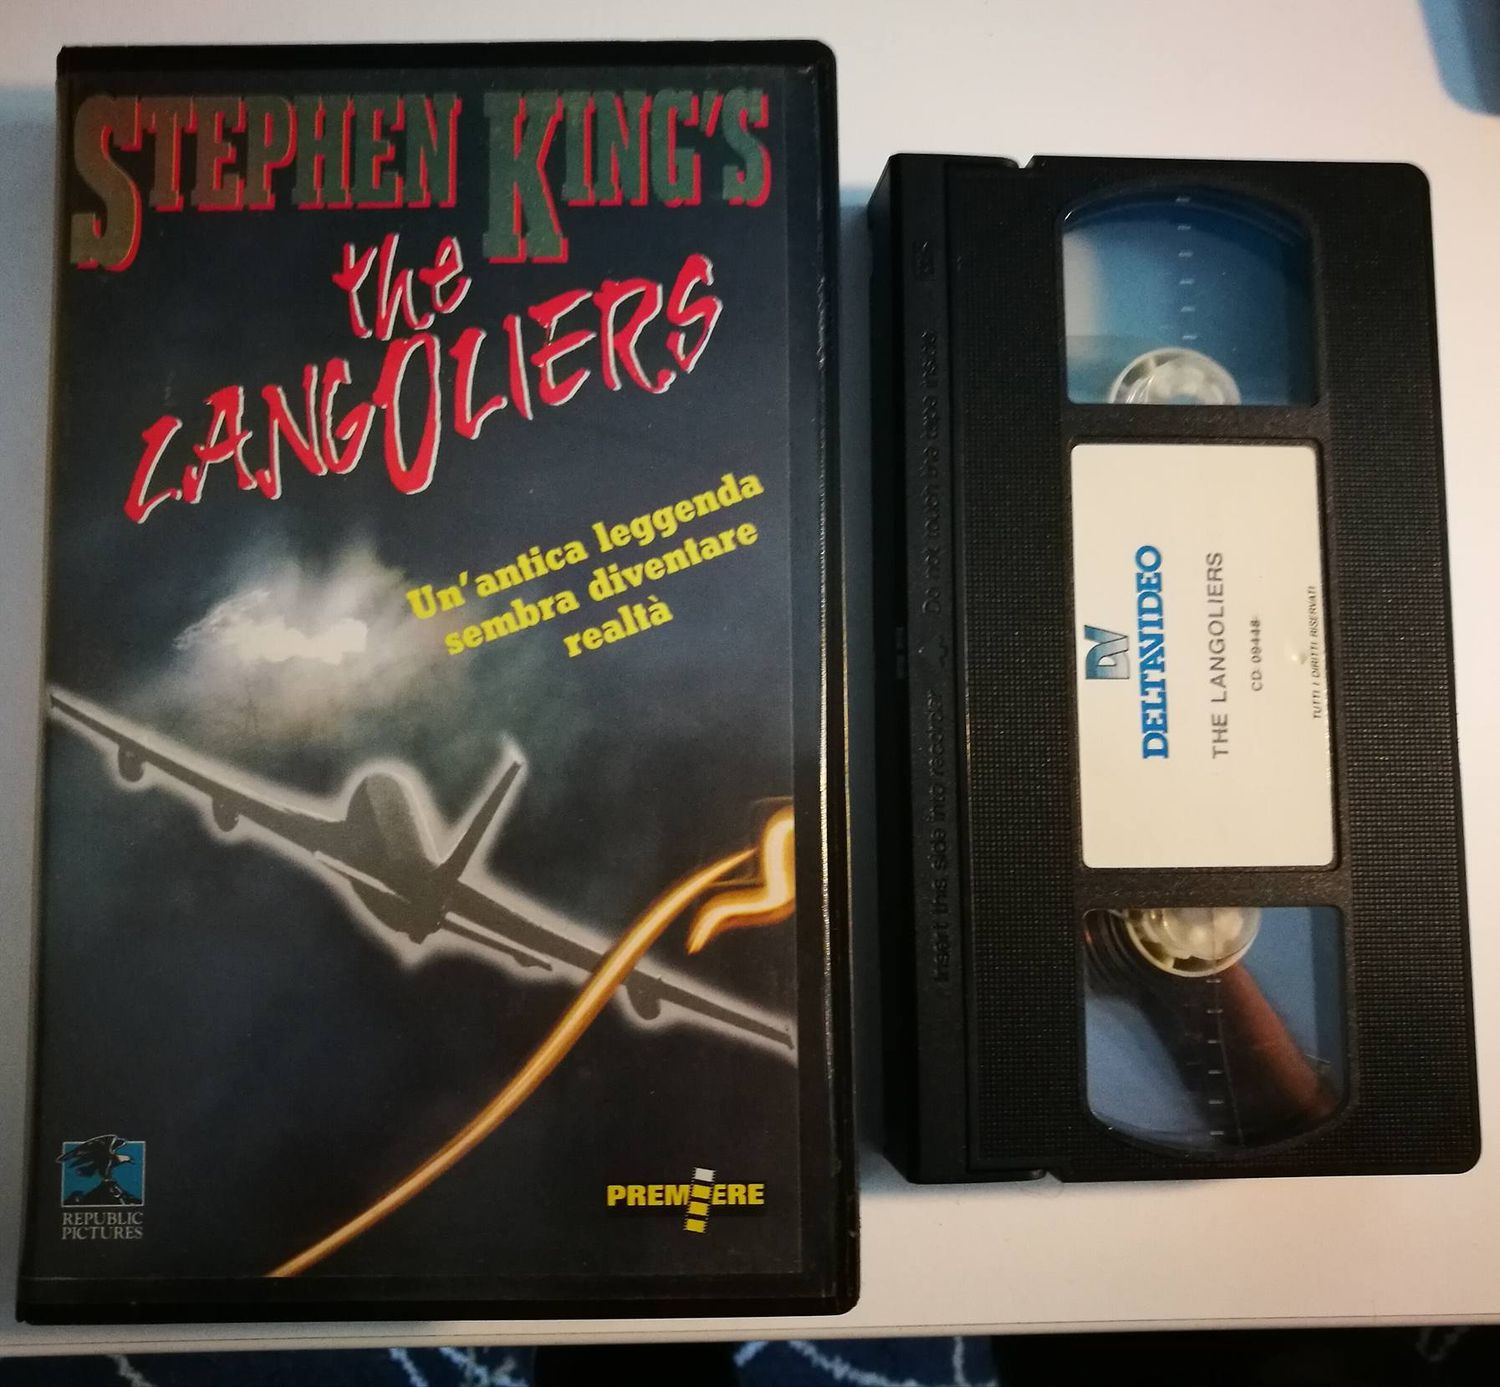 STEPHEN KING'S
the
LANGOLIERS
Un'antica leggenda
sembra diventare
realtà
REPUBLIC
PICTURES
PREMIERE
Insert this side into recorder
Do not touch the tape inside
DV
DELTAVIDEO
THE LANGOLIERS
CD 09448
TUTTI I DIRITTI RISERVATI